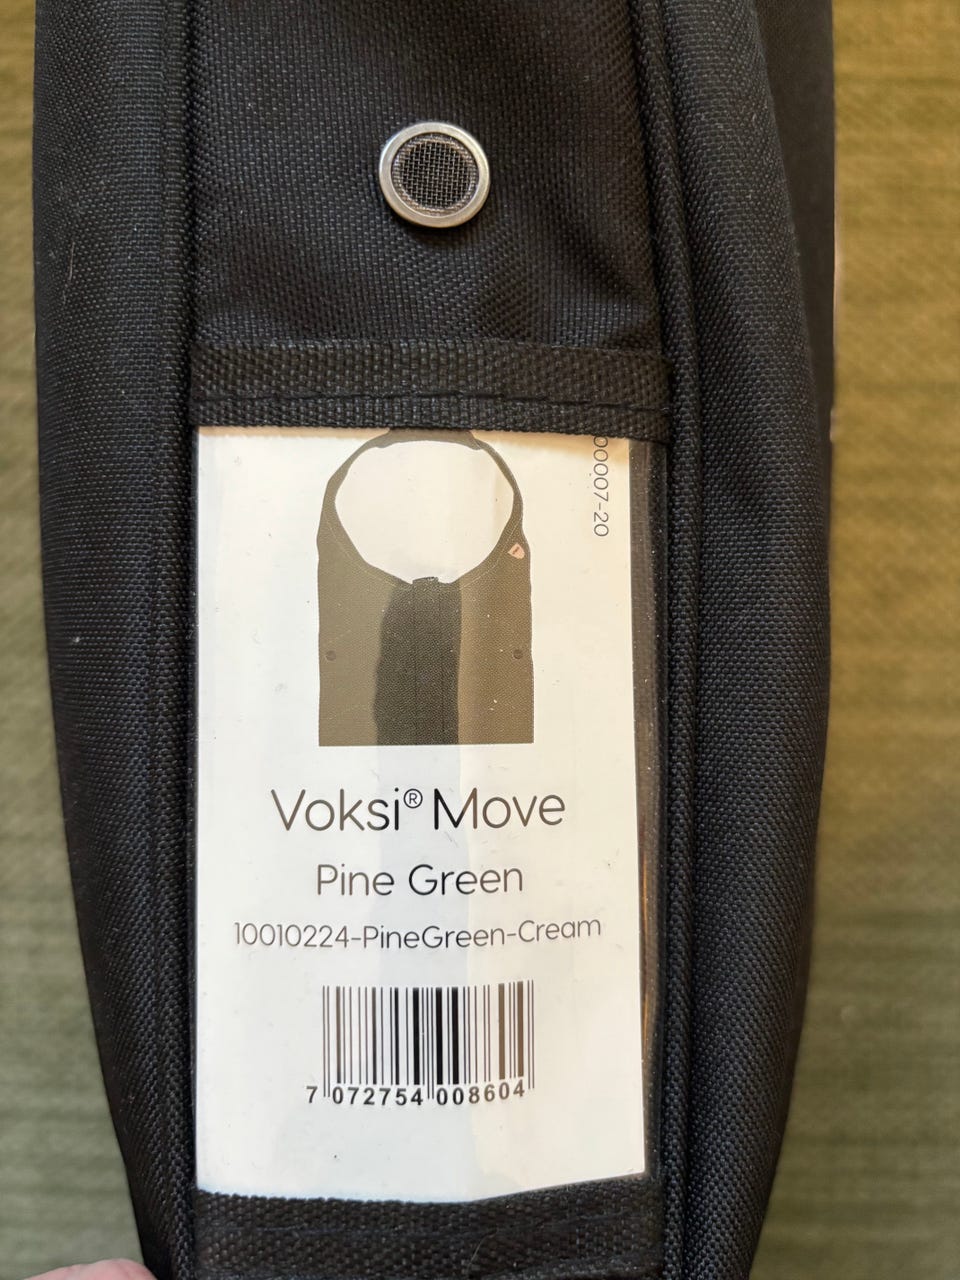 00007-20
Voksi® Move
Pine Green
10010224-PineGreen-Cream
7 072754 008604